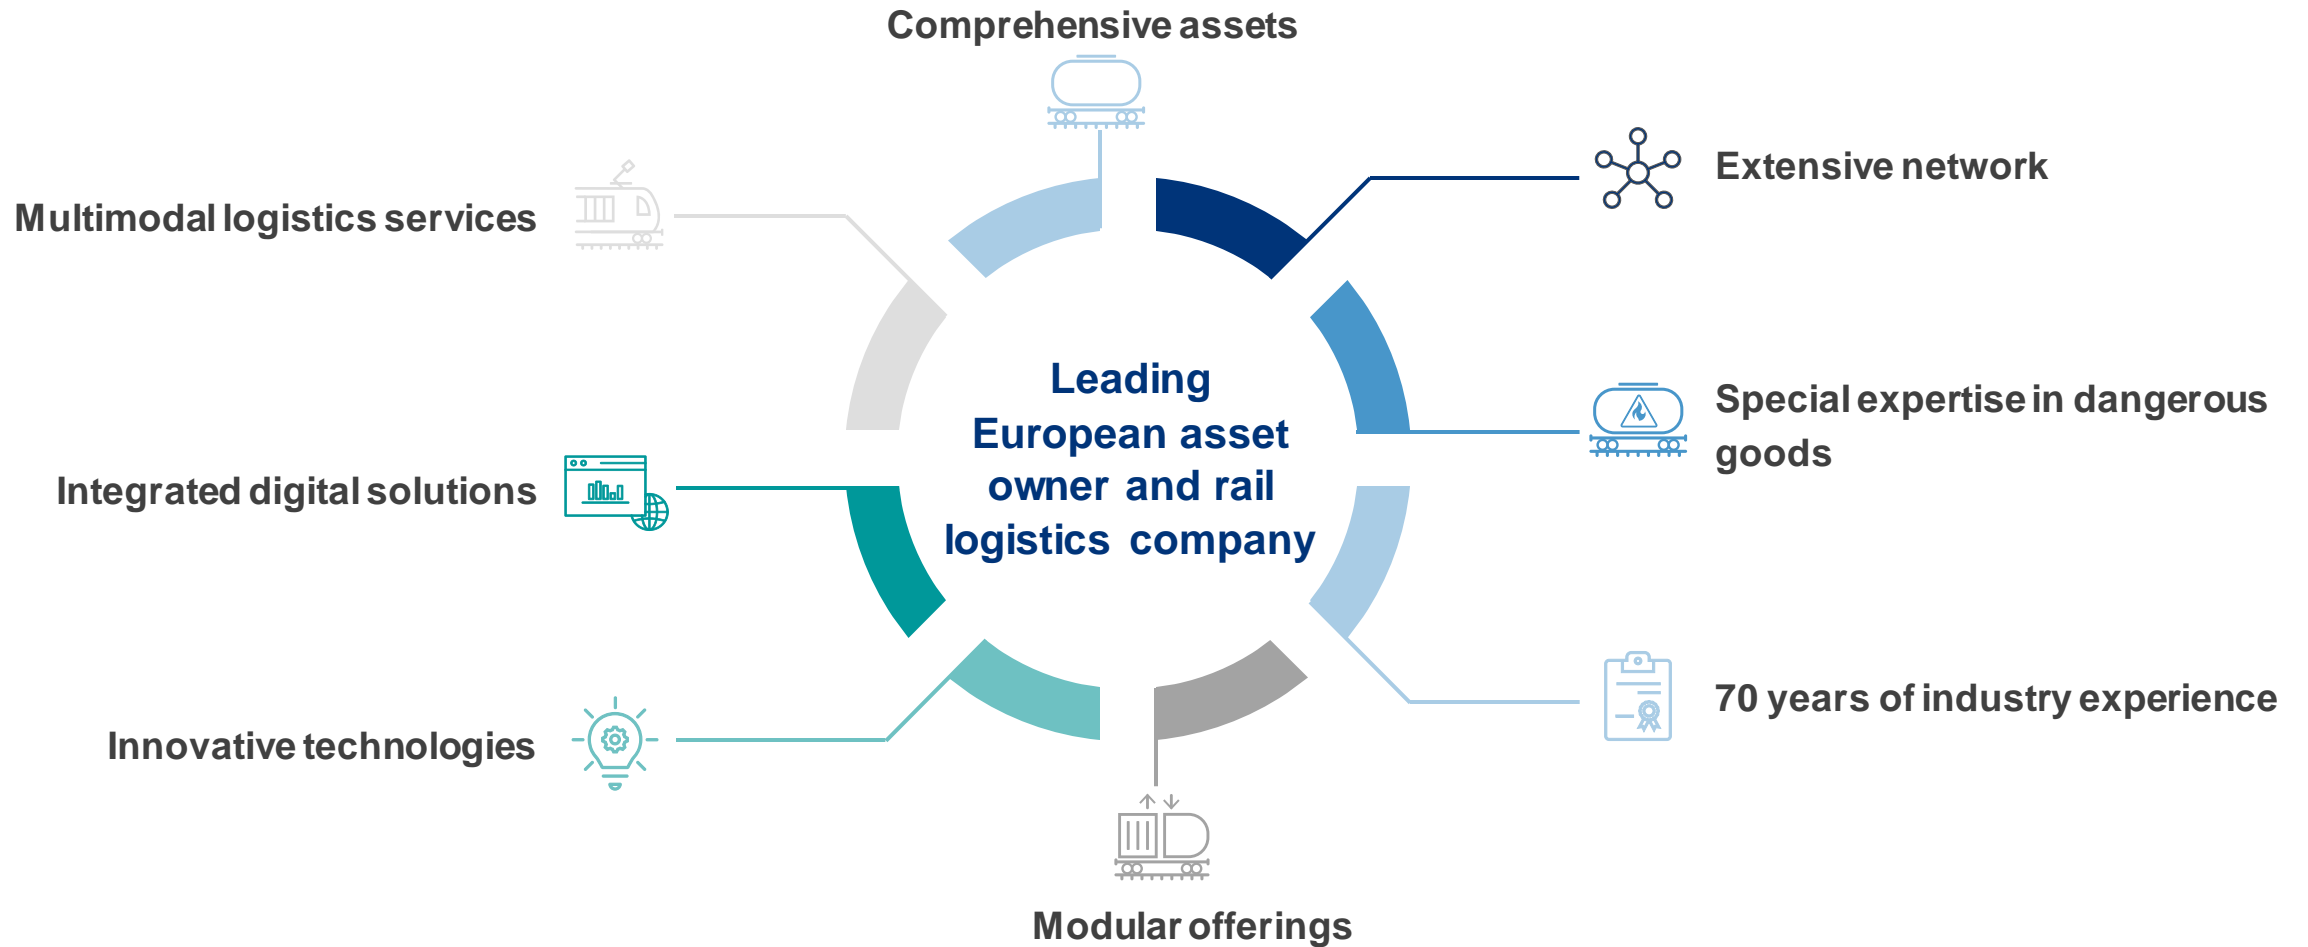 Comprehensive assets
Extensive network
Multimodal logistics services
Leading
European asset
owner and rail
logistics company
Special expertise in dangerous
goods
Integrated digital solutions
70 years of industry experience
Innovative technologies
Modular offerings